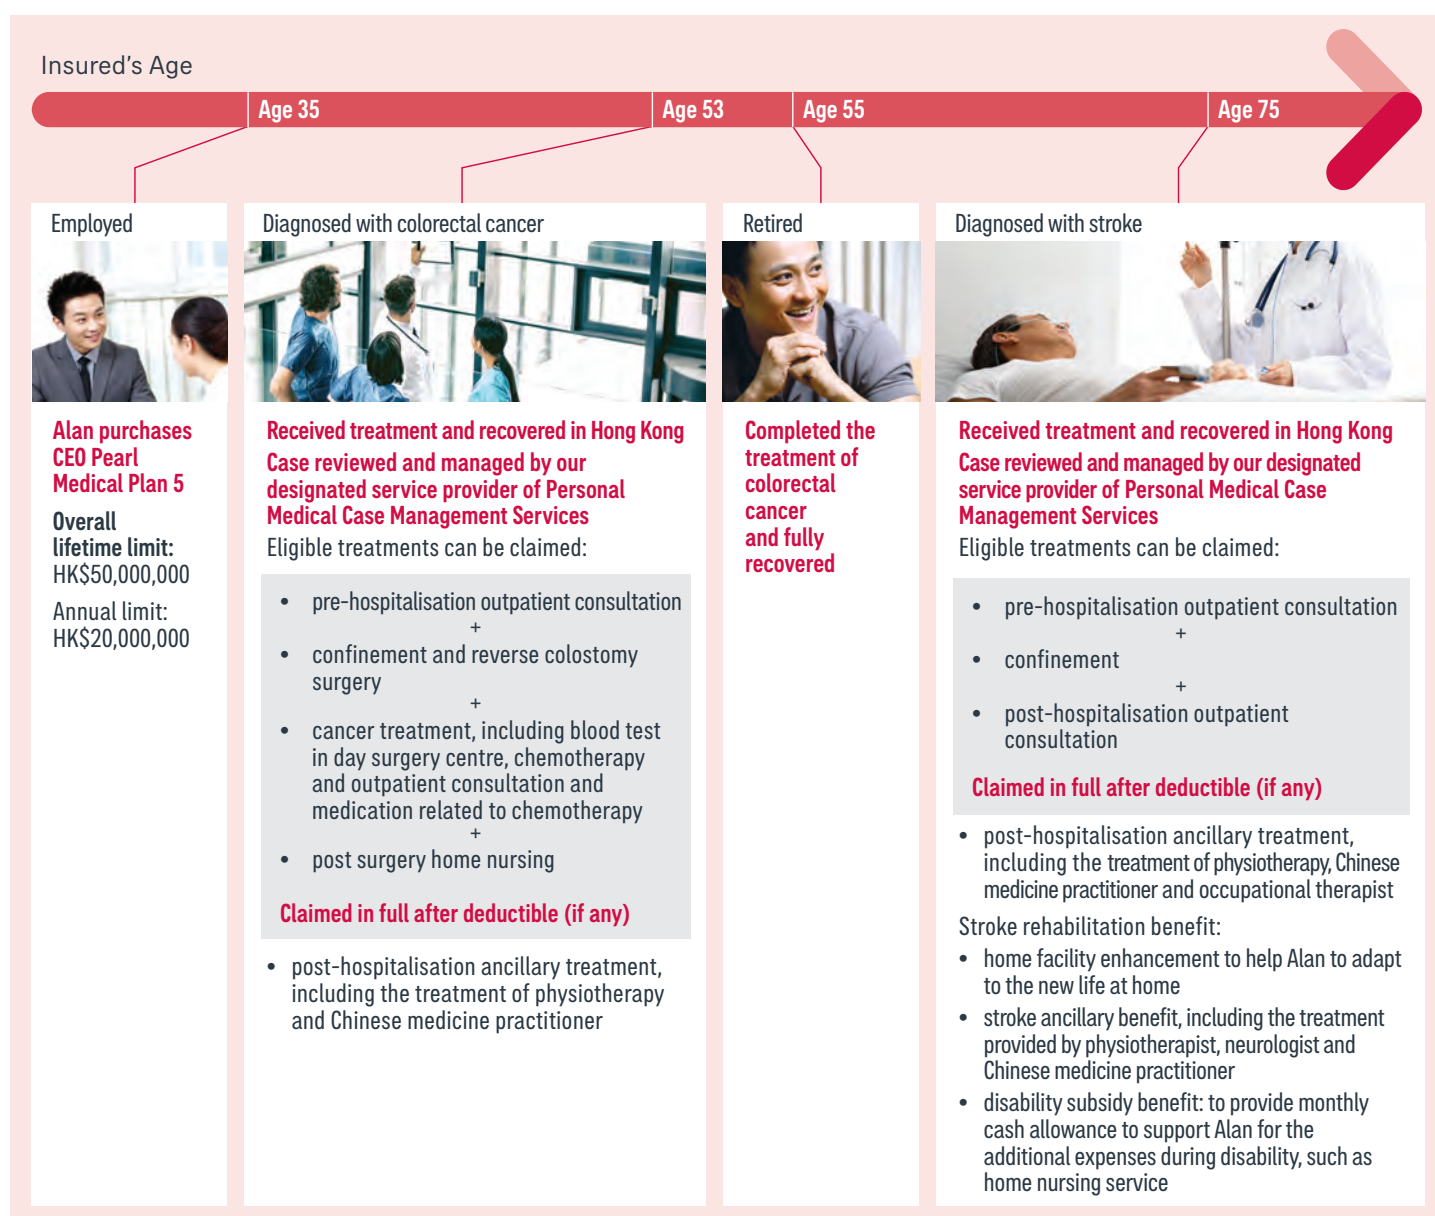 Insured's Age
Age 35
Age 53
Age 55
Age 75
Employed
Alan purchases
CEO Pearl
Medical Plan 5
Overall
lifetime limit:
HK$50,000,000
Annual limit:
HK$20,000,000
Diagnosed with colorectal cancer
Received treatment and recovered in Hong Kong
Case reviewed and managed by our
designated service provider of Personal
Medical Case Management Services
Eligible treatments can be claimed:
• pre-hospitalisation outpatient consultation
+
• confinement and reverse colostomy
surgery
+
• cancer treatment, including blood test
in day surgery centre, chemotherapy
and outpatient consultation and
medication related to chemotherapy
+
• post surgery home nursing
Claimed in full after deductible (if any)
• post-hospitalisation ancillary treatment,
including the treatment of physiotherapy
and Chinese medicine practitioner
Retired
Completed the
treatment of
colorectal
cancer
and fully
recovered
Diagnosed with stroke
Received treatment and recovered in Hong Kong
Case reviewed and managed by our designated
service provider of Personal Medical Case
Management Services
Eligible treatments can be claimed:
• pre-hospitalisation outpatient consultation
+
• confinement
+
• post-hospitalisation outpatient
consultation
Claimed in full after deductible (if any)
• post-hospitalisation ancillary treatment,
including the treatment of physiotherapy, Chinese
medicine practitioner and occupational therapist
Stroke rehabilitation benefit:
• home facility enhancement to help Alan to adapt
to the new life at home
• stroke ancillary benefit, including the treatment
provided by physiotherapist, neurologist and
Chinese medicine practitioner
• disability subsidy benefit: to provide monthly
cash allowance to support Alan for the
additional expenses during disability, such as
home nursing service